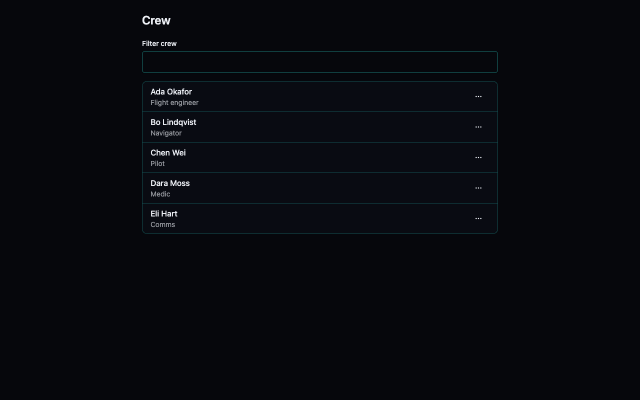 Crew
Filter crew
Ada Okafor
Flight engineer
...
Bo Lindqvist
Navigator
...
Chen Wei
Pilot
...
Dara Moss
Medic
...
Eli Hart
Comms
...